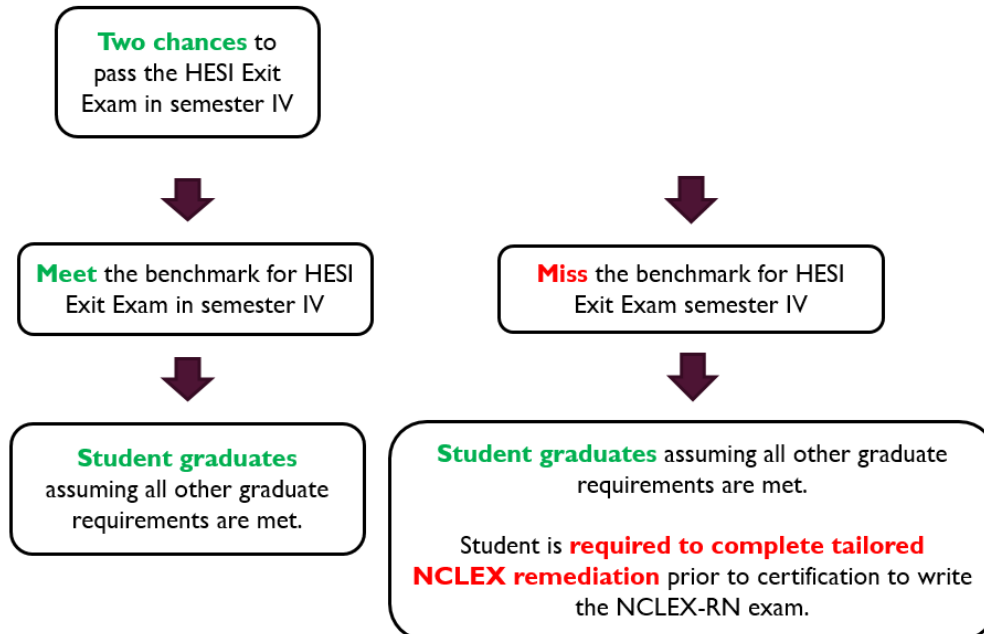 Two chances to
pass the HESI Exit
Exam in semester IV
Meet the benchmark for HESI
Exit Exam in semester IV
Miss the benchmark for HESI
Exit Exam semester IV
Student graduates
assuming all other graduate
requirements are met.
Student graduates assuming all other graduate
requirements are met.
Student is required to complete tailored
NCLEX remediation prior to certification to write
the NCLEX-RN exam.